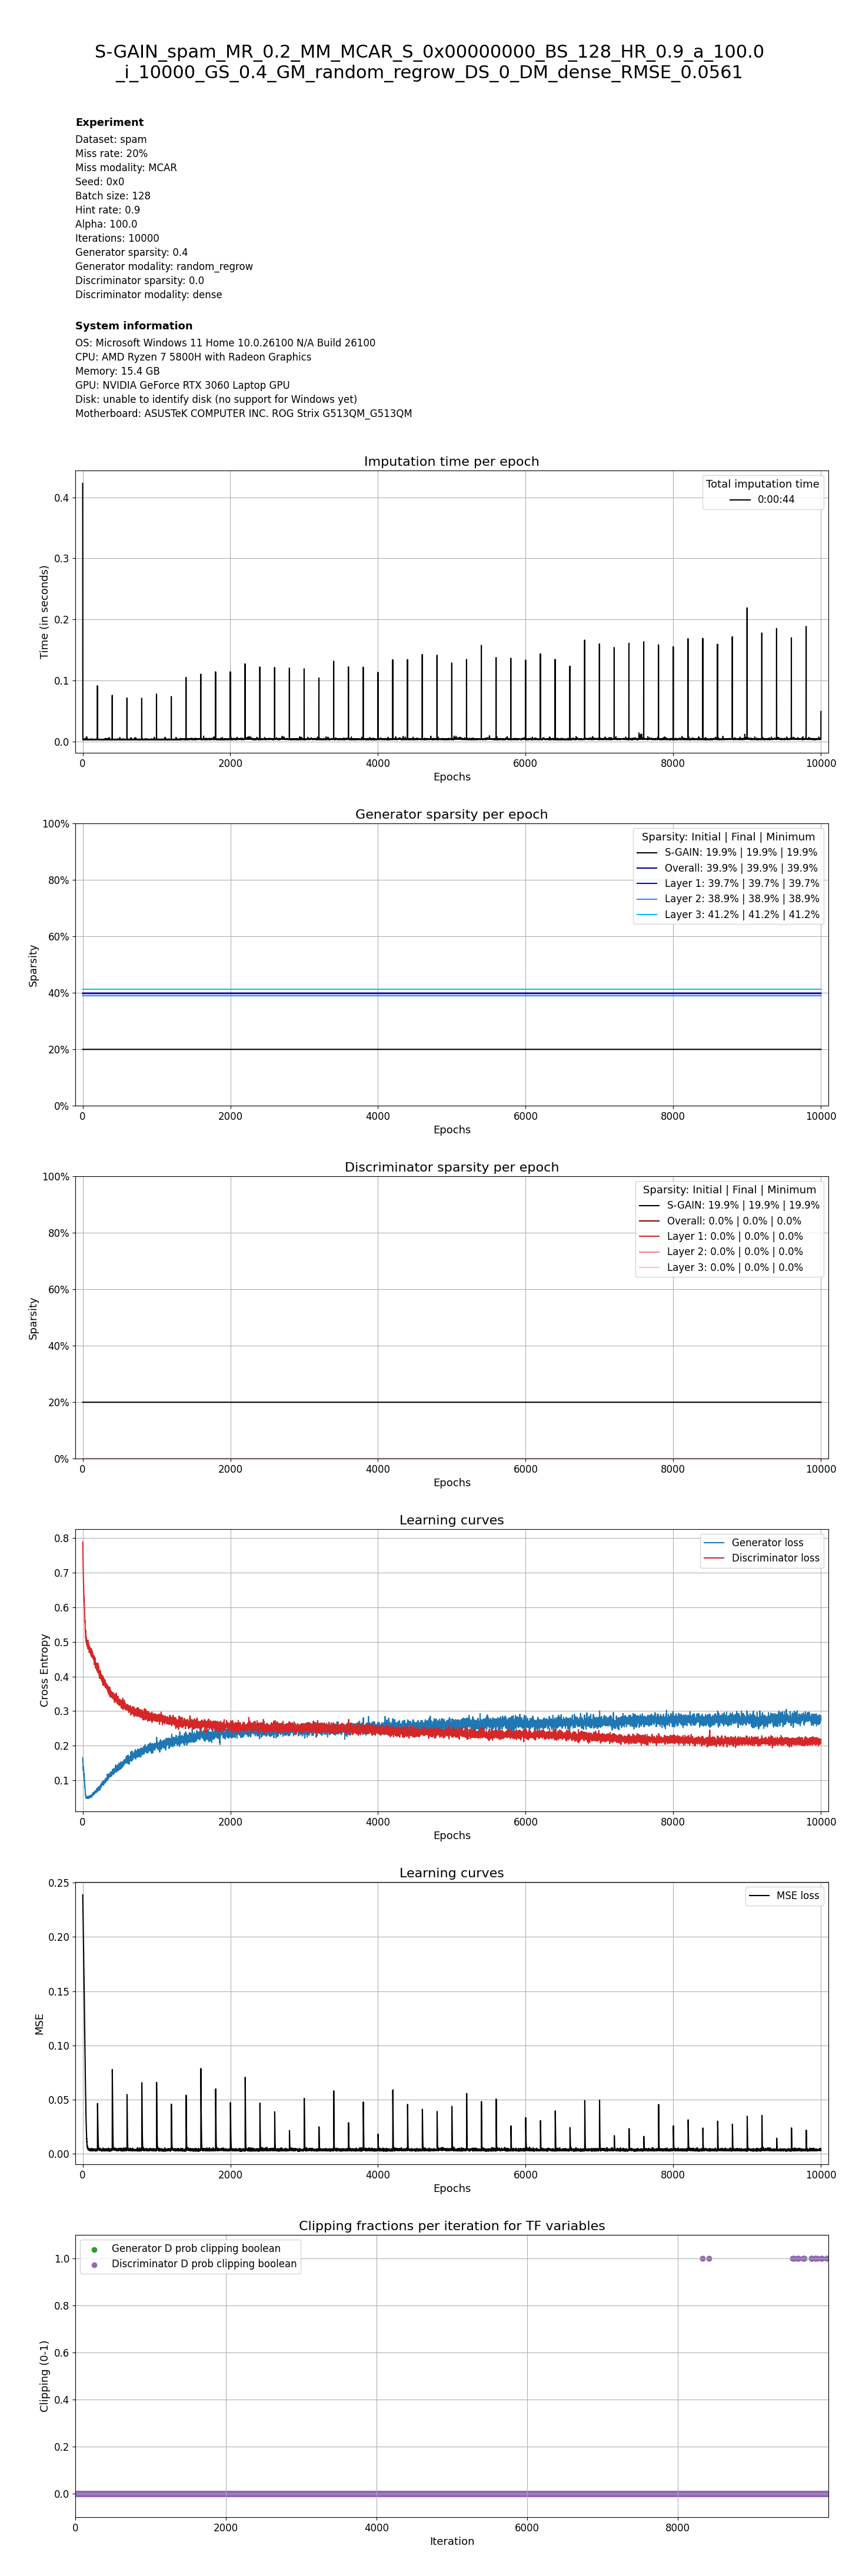 S-GAIN_spam_MR_0.2_MM_MCAR_S_0x00000000_BS_128_HR_0.9_a_100.0
_i_10000_GS_0.4_GM_random_regrow_DS_0_DM_dense_RMSE_0.0561
Experiment
Dataset: spam
Miss rate: 20%
Miss modality: MCAR
Seed: 0x0
Batch size: 128
Hint rate: 0.9
Alpha: 100.0
Iterations: 10000
Generator sparsity: 0.4
Generator modality: random_regrow
Discriminator sparsity: 0.0
Discriminator modality: dense
System information
OS: Microsoft Windows 11 Home 10.0.26100 N/A Build 26100
CPU: AMD Ryzen 7 5800H with Radeon Graphics
Memory: 15.4 GB
GPU: NVIDIA GeForce RTX 3060 Laptop GPU
Disk: unable to identify disk (no support for Windows yet)
Motherboard: ASUSTeK COMPUTER INC. ROG Strix G513QM_G513QM
Imputation time per epoch
Total imputation time
0:00:44
Time (in seconds)
0.4
0.3
0.2
0.1
0.0
0 2000 4000 6000 8000 10000
Epochs
Generator sparsity per epoch
Sparsity: Initial | Final | Minimum
S-GAIN: 19.9% | 19.9% | 19.9%
Overall: 39.9% | 39.9% | 39.9%
Layer 1: 39.7% | 39.7% | 39.7%
Layer 2: 38.9% | 38.9% | 38.9%
Layer 3: 41.2% | 41.2% | 41.2%
Sparsity
100%
80%
60%
40%
20%
0%
0 2000 4000 6000 8000 10000
Epochs
Discriminator sparsity per epoch
Sparsity: Initial | Final | Minimum
S-GAIN: 19.9% | 19.9% | 19.9%
Overall: 0.0% | 0.0% | 0.0%
Layer 1: 0.0% | 0.0% | 0.0%
Layer 2: 0.0% | 0.0% | 0.0%
Layer 3: 0.0% | 0.0% | 0.0%
Sparsity
100%
80%
60%
40%
20%
0%
0 2000 4000 6000 8000 10000
Epochs
Learning curves
Generator loss
Discriminator loss
Cross Entropy
0.8
0.7
0.6
0.5
0.4
0.3
0.2
0.1
0 2000 4000 6000 8000 10000
Epochs
Learning curves
MSE loss
MSE
0.25
0.20
0.15
0.10
0.05
0.00
0 2000 4000 6000 8000 10000
Epochs
Clipping fractions per iteration for TF variables
Generator D prob clipping boolean
Discriminator D prob clipping boolean
Clipping (0-1)
1.0
0.8
0.6
0.4
0.2
0.0
0 2000 4000 6000 8000
Iteration